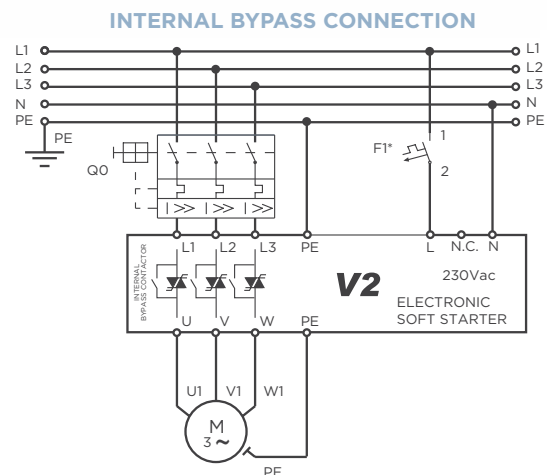 INTERNAL BYPASS CONNECTION
L1 L1
L2 L2
L3 L3
N N
PE PE
PE
Q0
F1*
1
2
I>> I>> I>>
L1 L2 L3 PE L N.C. N
INTERNAL
BYPASS CONTACTOR
V2
230Vac
ELECTRONIC
SOFT STARTER
U V W PE
U1 V1 W1
M
3 ~
PE